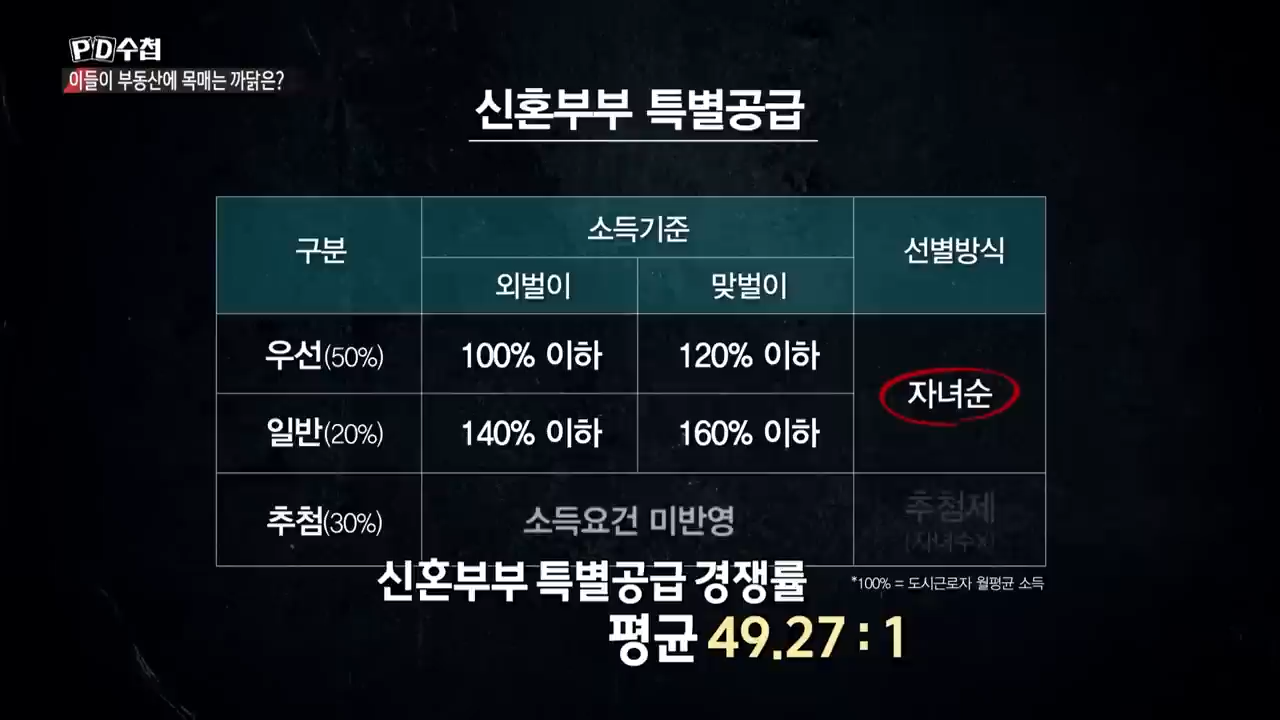 PD수첩
이들이 부동산에 목매는 까닭은?
신혼부부 특별공급
구분
소득기준
선별방식
외벌이
맞벌이
우선(50%)
100% 이하
120% 이하
자녀순
일반(20%)
140% 이하
160% 이하
추첨(30%)
소득요건 미반영
추첨제
(자녀수X)
*100% = 도시근로자 월평균 소득
신혼부부 특별공급 경쟁률
평균 49.27 : 1